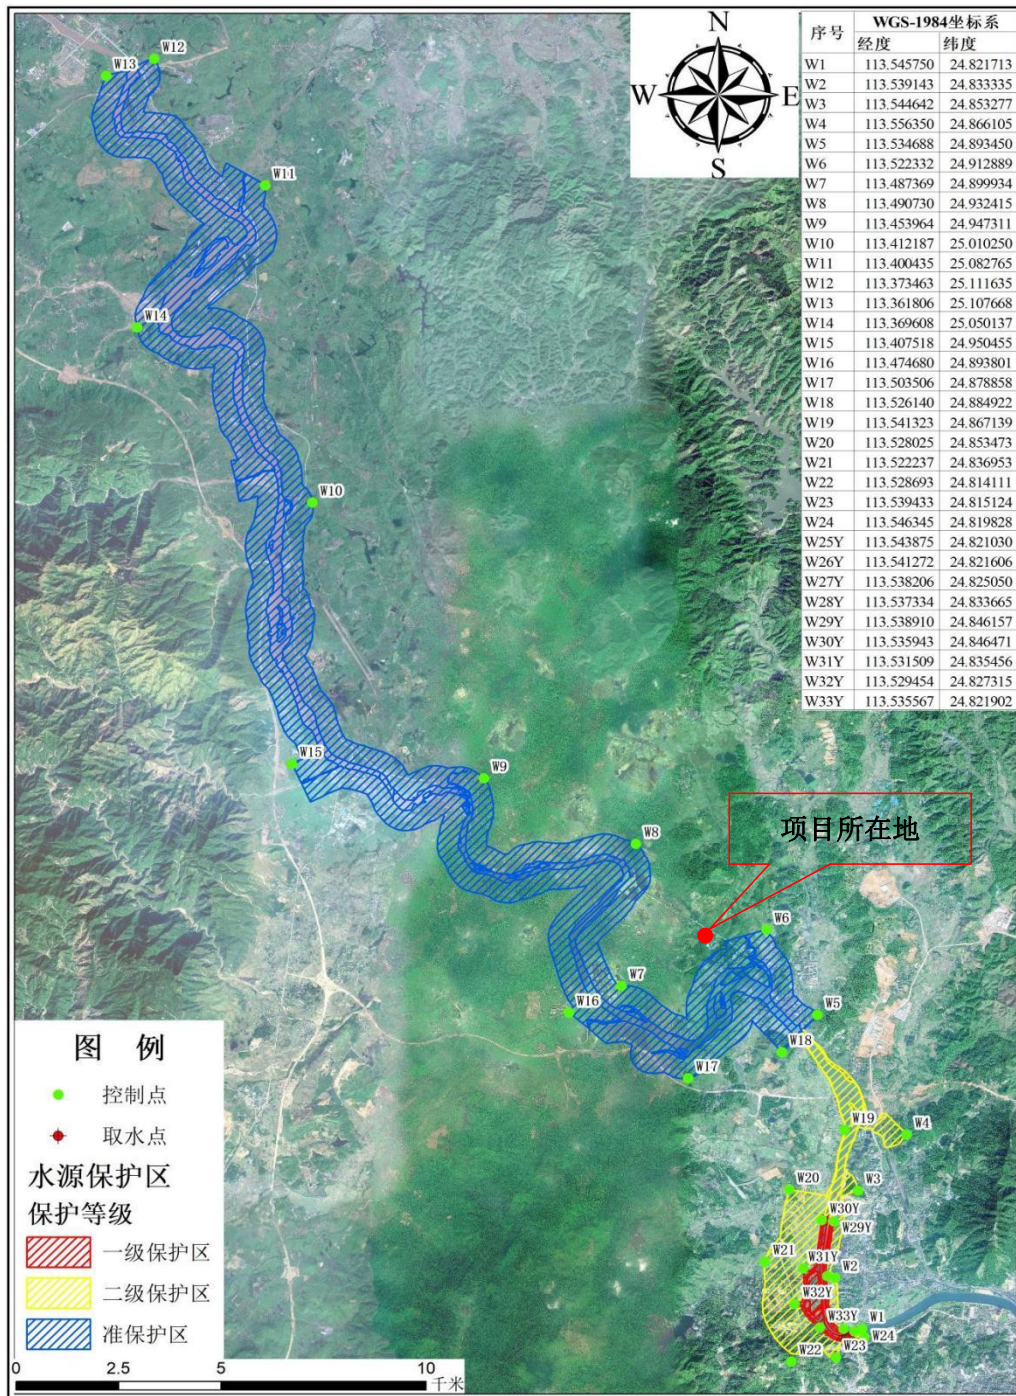 N
W
E
S
序号 WGS-1984坐标系
经度 纬度
W1 113.545750 24.821713
W2 113.539143 24.833335
W3 113.544642 24.853277
W4 113.556350 24.866105
W5 113.534688 24.893450
W6 113.522332 24.912889
W7 113.487369 24.899934
W8 113.490730 24.932415
W9 113.453964 24.947311
W10 113.412187 25.010250
W11 113.400435 25.082765
W12 113.373463 25.111635
W13 113.361806 25.107668
W14 113.369608 25.050137
W15 113.407518 24.950455
W16 113.474680 24.893801
W17 113.503506 24.878858
W18 113.526140 24.884922
W19 113.541323 24.867139
W20 113.528025 24.853473
W21 113.522237 24.836953
W22 113.528693 24.814111
W23 113.539433 24.815124
W24 113.546345 24.819828
W25Y 113.543875 24.821030
W26Y 113.541272 24.821606
W27Y 113.538206 24.825050
W28Y 113.537334 24.833665
W29Y 113.538910 24.846157
W30Y 113.535943 24.846471
W31Y 113.531509 24.835456
W32Y 113.529454 24.827315
W33Y 113.535567 24.821902
W12
W13
W11
W14
W10
W15
W9
W8
项目所在地
W6
W7
W16
W5
W18
W17
W19
W4
W20
W3
W30Y
W29Y
W21
W31Y
W2
W32Y
W33Y
W1
W24
W23
W22
图 例
控制点
取水点
水源保护区
保护等级
一级保护区
二级保护区
准保护区
0 2.5 5 10
千米